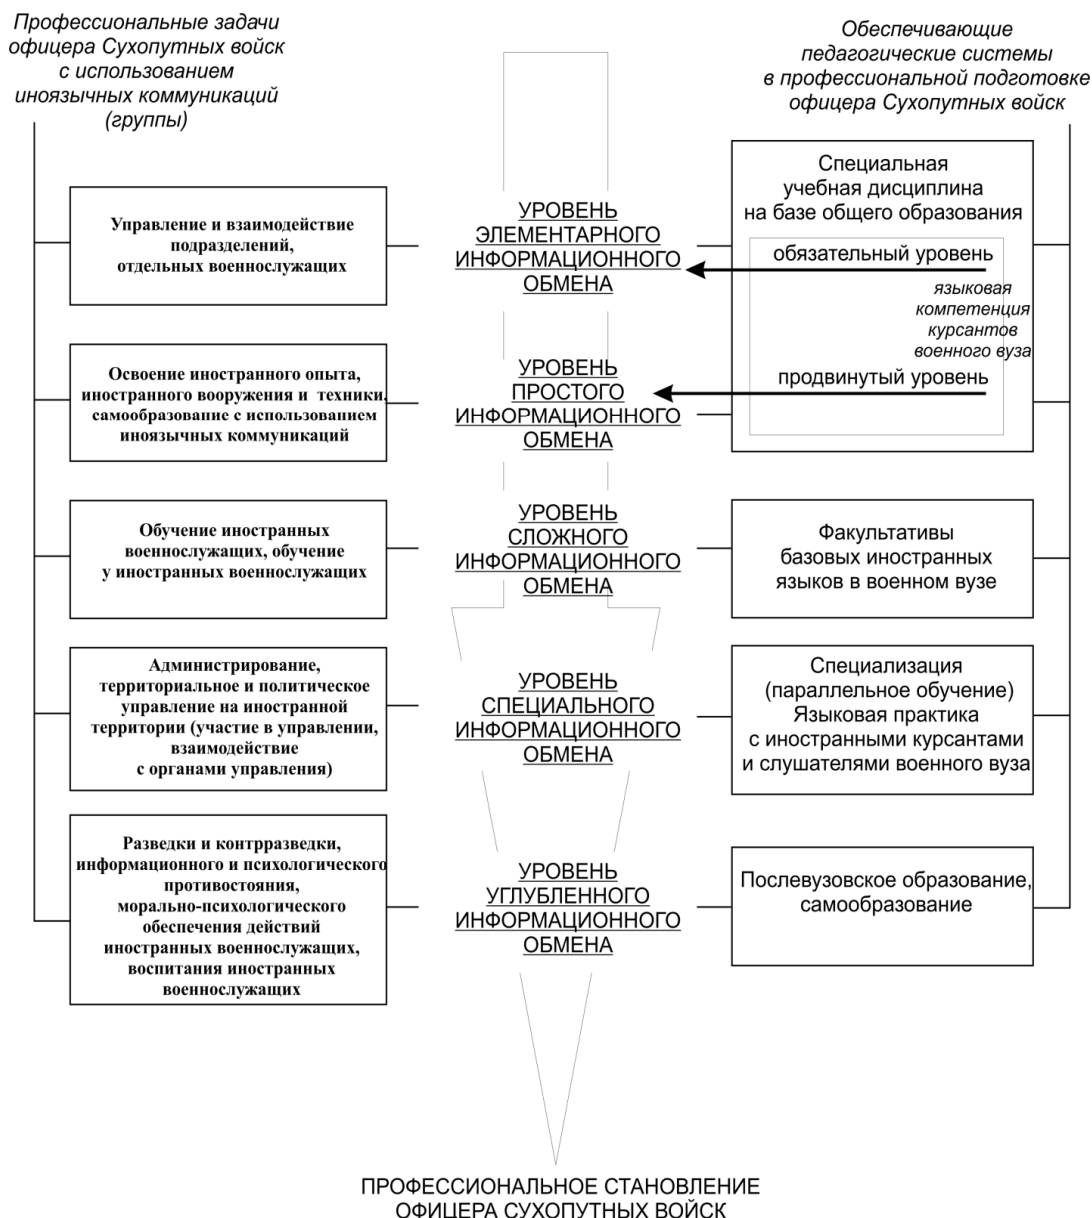 Профессиональные задачи
офицера Сухопутных войск
с использованием
иноязычных коммуникаций
(группы)
Обеспечивающие
педагогические системы
в профессиональной подготовке
офицера Сухопутных войск
Управление и взаимодействие
подразделений,
отдельных военнослужащих
УРОВЕНЬ
ЭЛЕМЕНТАРНОГО
ИНФОРМАЦИОННОГО
ОБМЕНА
Специальная
учебная дисциплина
на базе общего образования
обязательный уровень
языковая
компетенция
курсантов
военного вуза
продвинутый уровень
Освоение иностранного опыта,
иностранного вооружения и техники,
самообразование с использованием
иноязычных коммуникаций
УРОВЕНЬ
ПРОСТОГО
ИНФОРМАЦИОННОГО
ОБМЕНА
Обучение иностранных
военнослужащих, обучение
у иностранных военнослужащих
УРОВЕНЬ
СЛОЖНОГО
ИНФОРМАЦИОННОГО
ОБМЕНА
Факультативы
базовых иностранных
языков в военном вузе
Администрирование,
территориальное и политическое
управление на иностранной
территории (участие в управлении,
взаимодействие
с органами управления)
УРОВЕНЬ
СПЕЦИАЛЬНОГО
ИНФОРМАЦИОННОГО
ОБМЕНА
Специализация
(параллельное обучение)
Языковая практика
с иностранными курсантами
и слушателями военного вуза
Разведки и контрразведки,
информационного и психологического
противостояния,
морально-психологического
обеспечения действий
иностранных военнослужащих,
воспитания иностранных
военнослужащих
УРОВЕНЬ
УГЛУБЛЕННОГО
ИНФОРМАЦИОННОГО
ОБМЕНА
Послевузовское образование,
самообразование
ПРОФЕССИОНАЛЬНОЕ СТАНОВЛЕНИЕ
ОФИЦЕРА СУХОПУТНЫХ ВОЙСК